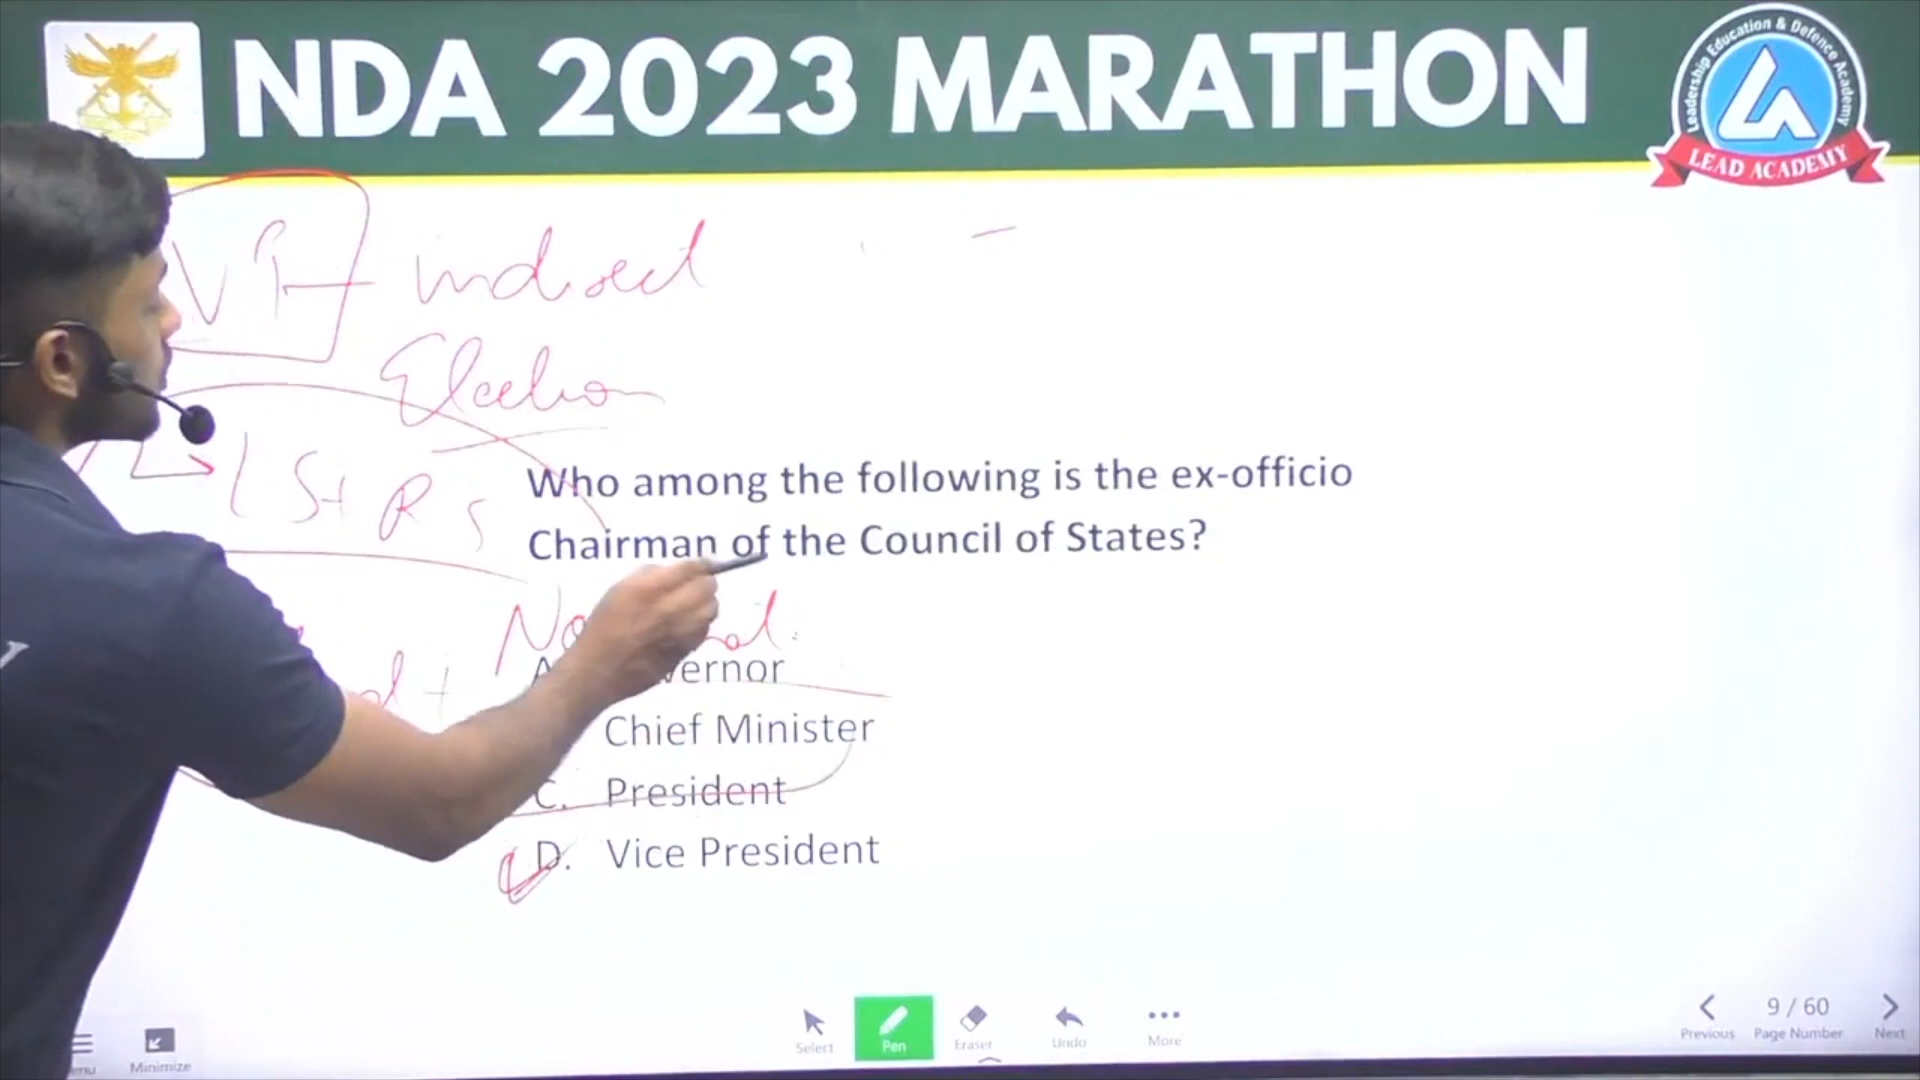 NDA 2023 MARATHON
Leadership Education & Defence Academy
LEAD ACADEMY
VP indirect
Election
LS + RS
Who among the following is the ex-officio
Chairman of the Council of States?
vernor
Chief Minister
C. President
D. Vice President
Select
Pen
Eraser
Undo
More
Previous
9 / 60
Page Number
Next
enu
Minimize